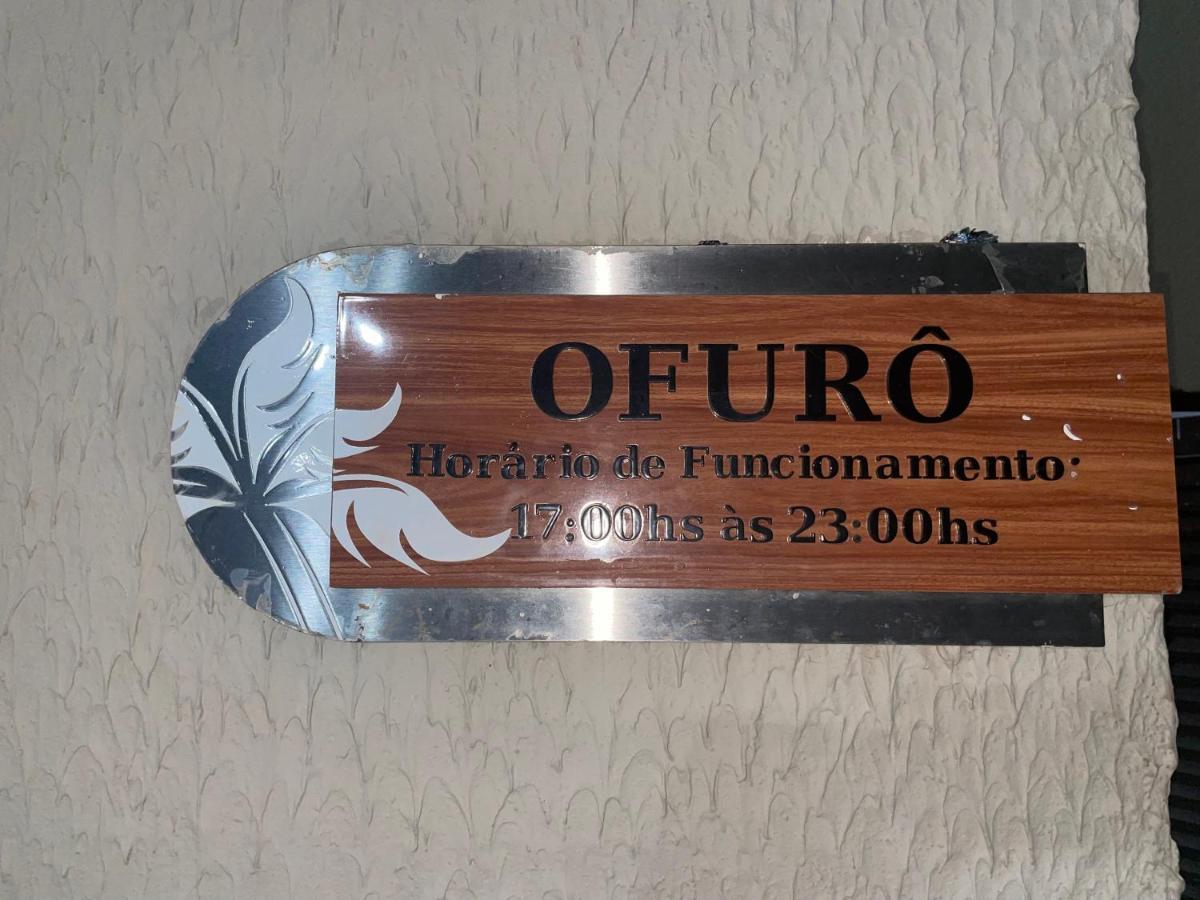 OFURÔ
Horário de Funcionamento:
17:00hs às 23:00hs